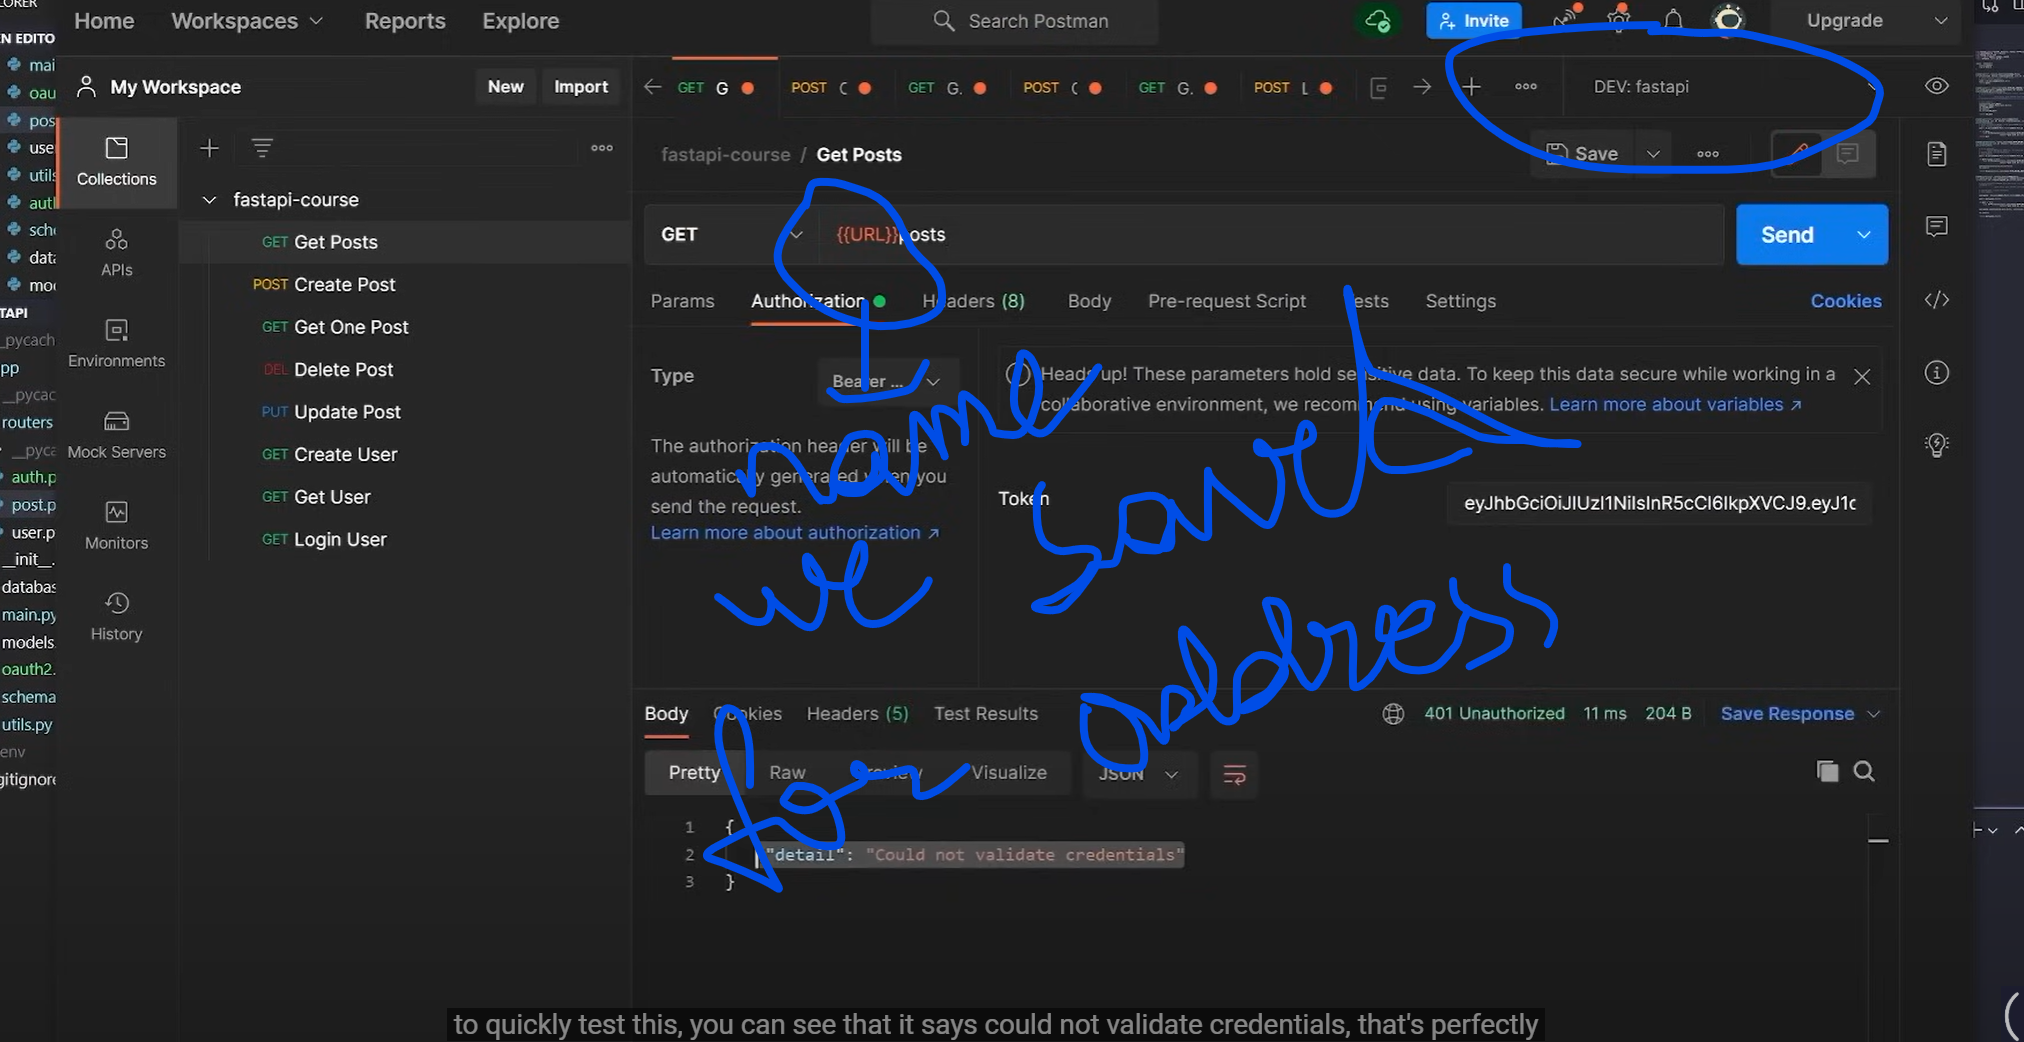 PLORER
Home Workspaces Reports Explore Search Postman Invite Upgrade
N EDITO
mai
oau
pos
use
utils
aut
sche
data
mod
TAPI
_pycach
pp
__pycac
routers
__pyca
auth.p
post.p
user.p
__init__.
databas
main.py
models.
oauth2.
schema
utils.py
env
gitignore
My Workspace New Import
Collections
APIs
Environments
Mock Servers
Monitors
History
fastapi-course
GET Get Posts
POST Create Post
GET Get One Post
DEL Delete Post
PUT Update Post
GET Create User
GET Get User
GET Login User
GET G POST C GET G. POST C GET G. POST L DEV: fastapi
fastapi-course / Get Posts Save
GET {{URL}}posts Send
Params Authorization Headers (8) Body Pre-request Script Tests Settings Cookies
Type Bearer ...
The authorization header will be
automatically generated when you
send the request.
Learn more about authorization ↗
Heads up! These parameters hold sensitive data. To keep this data secure while working in a
collaborative environment, we recommend using variables. Learn more about variables ↗
Token eyJhbGciOiJIUzI1NiIsInR5cCI6IkpXVCJ9.eyJ1c
name
we save
for address
Body Cookies Headers (5) Test Results 401 Unauthorized 11 ms 204 B Save Response
Pretty Raw Preview Visualize JSON
1 {
2 "detail": "Could not validate credentials"
3 }
to quickly test this, you can see that it says could not validate credentials, that's perfectly